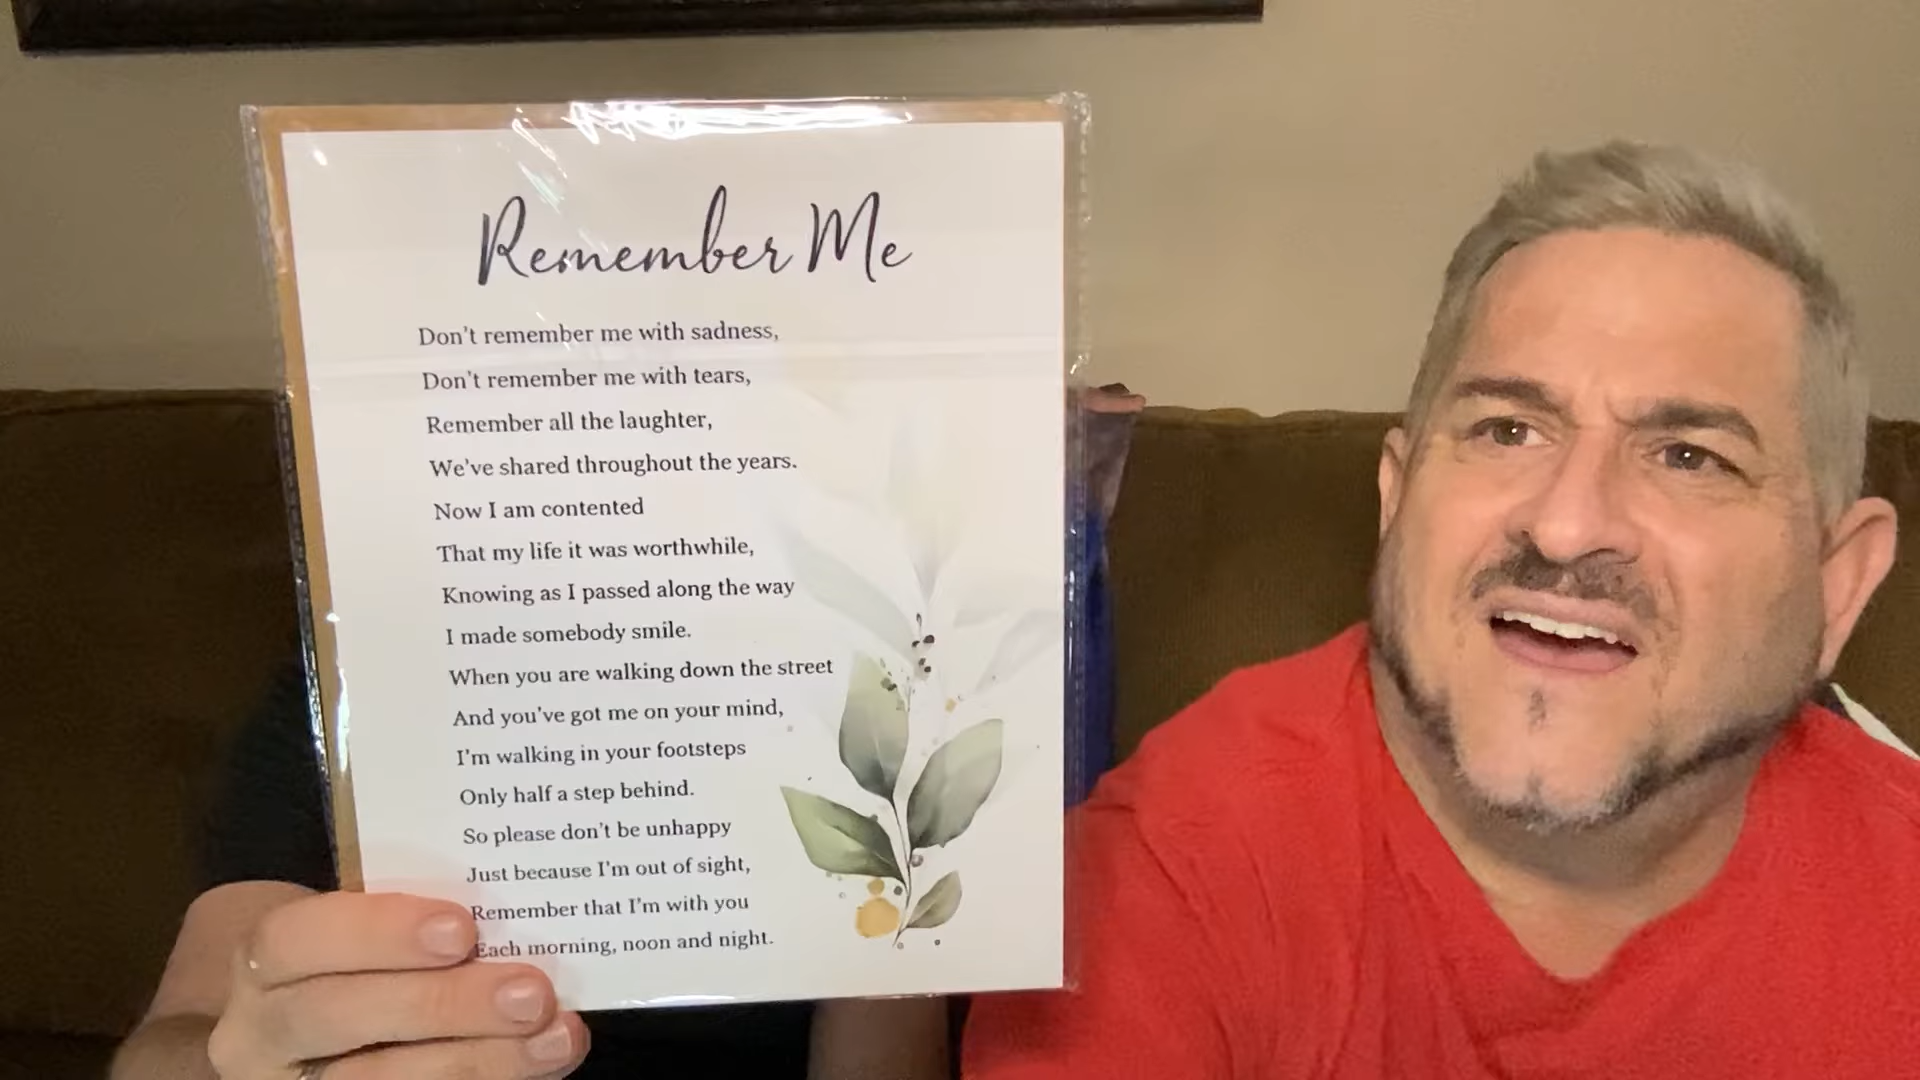 Remember Me
Don't remember me with sadness,
Don't remember me with tears,
Remember all the laughter,
We've shared throughout the years.
Now I am contented
That my life it was worthwhile,
Knowing as I passed along the way
I made somebody smile.
When you are walking down the street
And you've got me on your mind,
I'm walking in your footsteps
Only half a step behind.
So please don't be unhappy
Just because I'm out of sight,
Remember that I'm with you
Each morning, noon and night.